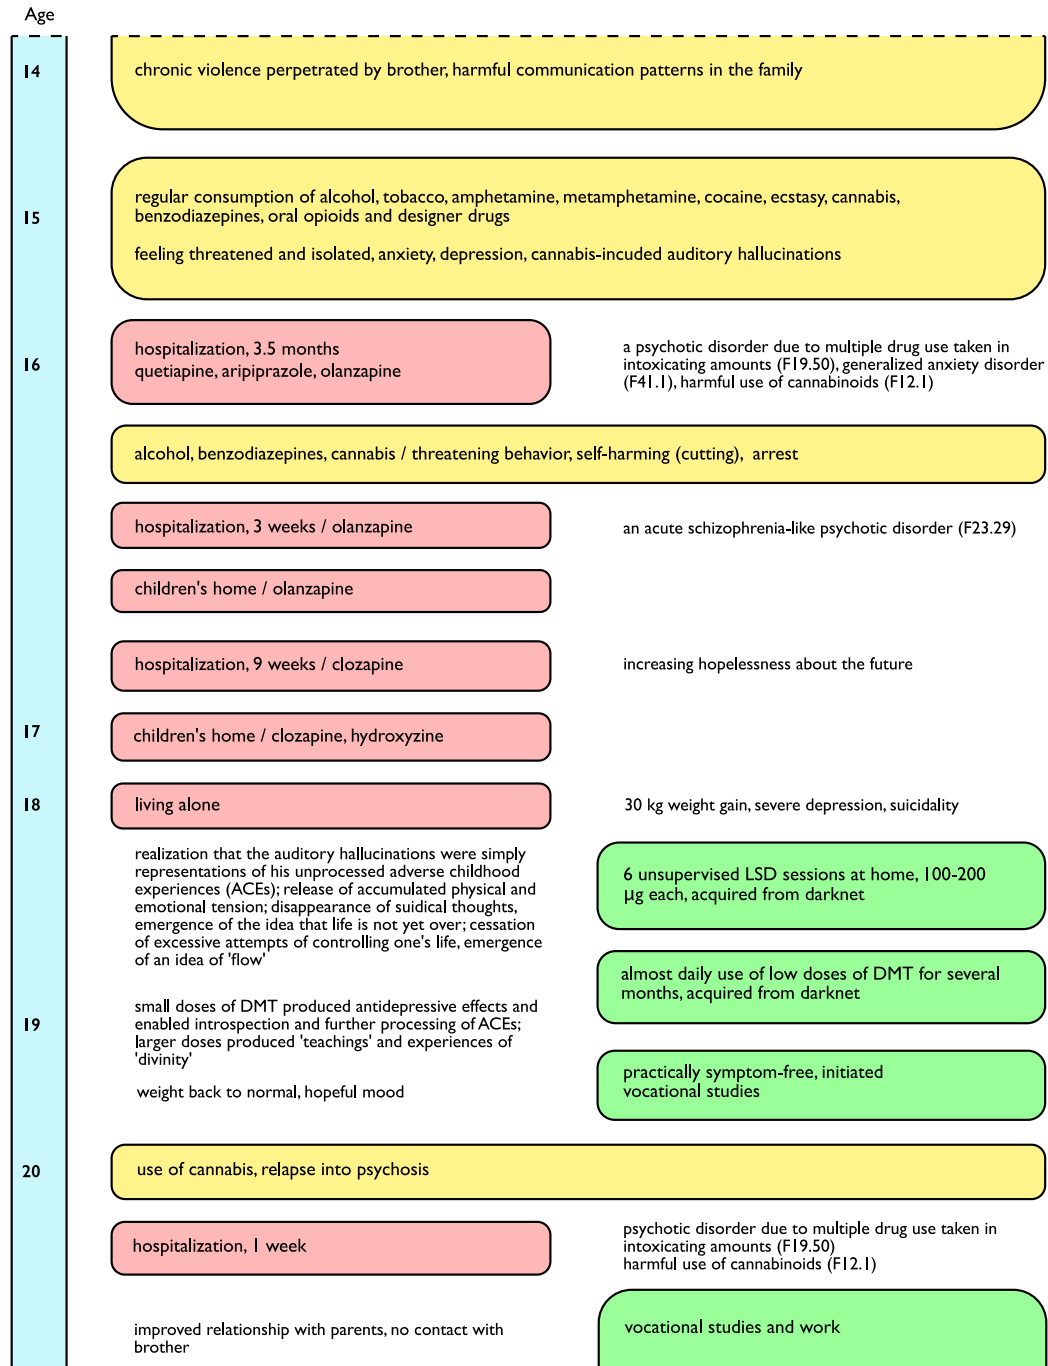 Age
14
chronic violence perpetrated by brother, harmful communication patterns in the family
15
regular consumption of alcohol, tobacco, amphetamine, metamphetamine, cocaine, ecstasy, cannabis,
benzodiazepines, oral opioids and designer drugs
feeling threatened and isolated, anxiety, depression, cannabis-incuded auditory hallucinations
16
hospitalization, 3.5 months
quetiapine, aripiprazole, olanzapine
a psychotic disorder due to multiple drug use taken in
intoxicating amounts (F19.50), generalized anxiety disorder
(F41.1), harmful use of cannabinoids (F12.1)
alcohol, benzodiazepines, cannabis / threatening behavior, self-harming (cutting), arrest
hospitalization, 3 weeks / olanzapine
an acute schizophrenia-like psychotic disorder (F23.29)
children's home / olanzapine
hospitalization, 9 weeks / clozapine
increasing hopelessness about the future
17
children's home / clozapine, hydroxyzine
18
living alone
30 kg weight gain, severe depression, suicidality
realization that the auditory hallucinations were simply
representations of his unprocessed adverse childhood
experiences (ACEs); release of accumulated physical and
emotional tension; disappearance of suidical thoughts,
emergence of the idea that life is not yet over; cessation
of excessive attempts of controlling one's life, emergence
of an idea of 'flow'
6 unsupervised LSD sessions at home, 100-200
µg each, acquired from darknet
almost daily use of low doses of DMT for several
months, acquired from darknet
19
small doses of DMT produced antidepressive effects and
enabled introspection and further processing of ACEs;
larger doses produced 'teachings' and experiences of
'divinity'
practically symptom-free, initiated
vocational studies
weight back to normal, hopeful mood
20
use of cannabis, relapse into psychosis
hospitalization, 1 week
psychotic disorder due to multiple drug use taken in
intoxicating amounts (F19.50)
harmful use of cannabinoids (F12.1)
improved relationship with parents, no contact with
brother
vocational studies and work